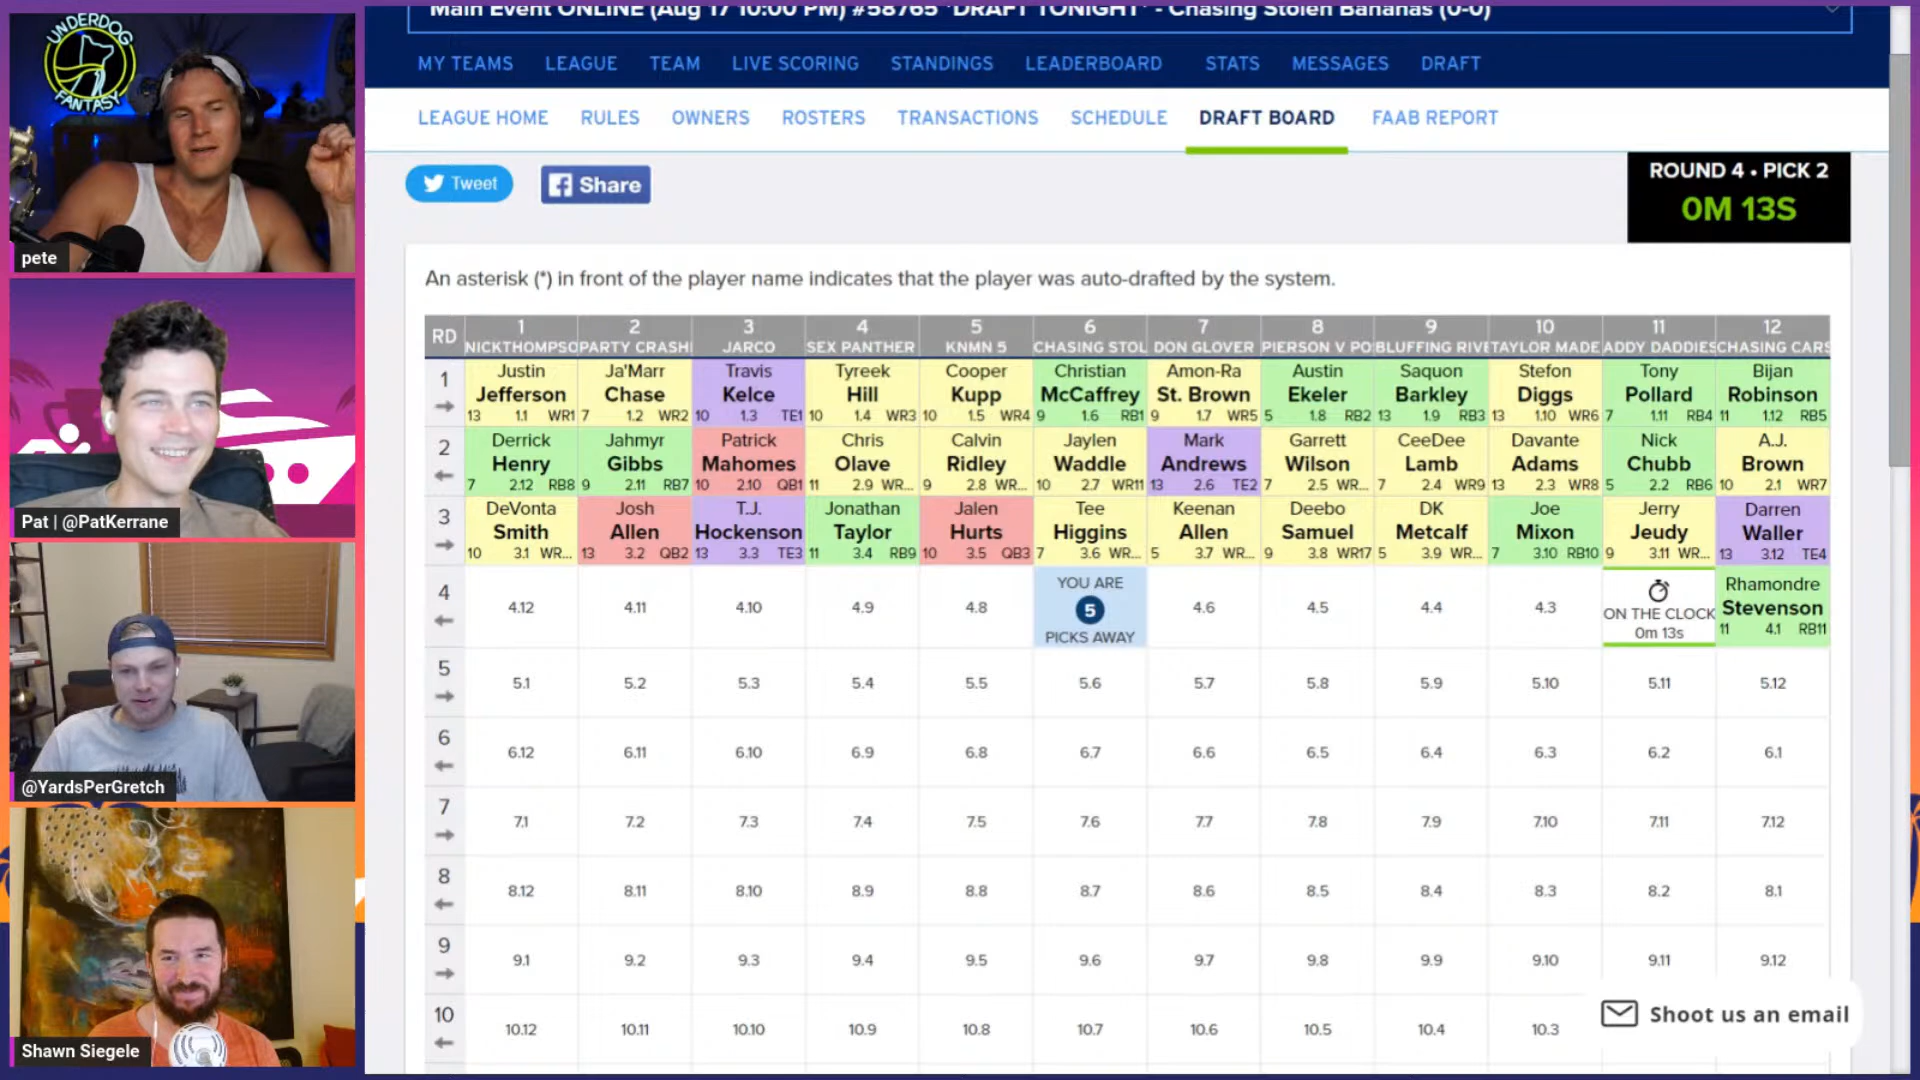 UNDERDOG
FANTASY
pete
Pat | @PatKerrane
@YardsPerGretch
Shawn Siegele
Main Event ONLINE (Aug 17 10:00 PM) #58765 *DRAFT TONIGHT* - Chasing Stolen Bananas (0-0)
MY TEAMS LEAGUE TEAM LIVE SCORING STANDINGS LEADERBOARD STATS MESSAGES DRAFT
LEAGUE HOME RULES OWNERS ROSTERS TRANSACTIONS SCHEDULE DRAFT BOARD FAAB REPORT
Tweet Share
ROUND 4 • PICK 2
0M 13S
An asterisk (*) in front of the player name indicates that the player was auto-drafted by the system.
RD 1 2 3 4 5 6 7 8 9 10 11 12
NICKTHOMPSO PARTY CRASH JARCO SEX PANTHER KNMN 5 CHASING STOL DON GLOVER PIERSON V PO BLUFFING RIVE TAYLOR MADE ADDY DADDIES CHASING CARS
1 Justin Ja'Marr Travis Tyreek Cooper Christian Amon-Ra Austin Saquon Stefon Tony Bijan
Jefferson Chase Kelce Hill Kupp McCaffrey St. Brown Ekeler Barkley Diggs Pollard Robinson
13 1.1 WR1 7 1.2 WR2 10 1.3 TE1 10 1.4 WR3 10 1.5 WR4 9 1.6 RB1 9 1.7 WR5 5 1.8 RB2 13 1.9 RB3 13 1.10 WR6 7 1.11 RB4 11 1.12 RB5
2 Derrick Jahmyr Patrick Chris Calvin Jaylen Mark Garrett CeeDee Davante Nick A.J.
Henry Gibbs Mahomes Olave Ridley Waddle Andrews Wilson Lamb Adams Chubb Brown
7 2.12 RB8 9 2.11 RB7 10 2.10 QB1 11 2.9 WR... 9 2.8 WR... 10 2.7 WR11 13 2.6 TE2 7 2.5 WR... 7 2.4 WR9 13 2.3 WR8 5 2.2 RB6 10 2.1 WR7
3 DeVonta Josh T.J. Jonathan Jalen Tee Keenan Deebo DK Joe Jerry Darren
Smith Allen Hockenson Taylor Hurts Higgins Allen Samuel Metcalf Mixon Jeudy Waller
10 3.1 WR... 13 3.2 QB2 13 3.3 TE3 11 3.4 RB9 10 3.5 QB3 7 3.6 WR... 5 3.7 WR... 9 3.8 WR17 5 3.9 WR... 7 3.10 RB10 9 3.11 WR... 13 3.12 TE4
4 4.12 4.11 4.10 4.9 4.8 YOU ARE 5 PICKS AWAY 4.6 4.5 4.4 4.3 ON THE CLOCK 0m 13s Rhamondre Stevenson 11 4.1 RB11
5 5.1 5.2 5.3 5.4 5.5 5.6 5.7 5.8 5.9 5.10 5.11 5.12
6 6.12 6.11 6.10 6.9 6.8 6.7 6.6 6.5 6.4 6.3 6.2 6.1
7 7.1 7.2 7.3 7.4 7.5 7.6 7.7 7.8 7.9 7.10 7.11 7.12
8 8.12 8.11 8.10 8.9 8.8 8.7 8.6 8.5 8.4 8.3 8.2 8.1
9 9.1 9.2 9.3 9.4 9.5 9.6 9.7 9.8 9.9 9.10 9.11 9.12
10 10.12 10.11 10.10 10.9 10.8 10.7 10.6 10.5 10.4 10.3
Shoot us an email